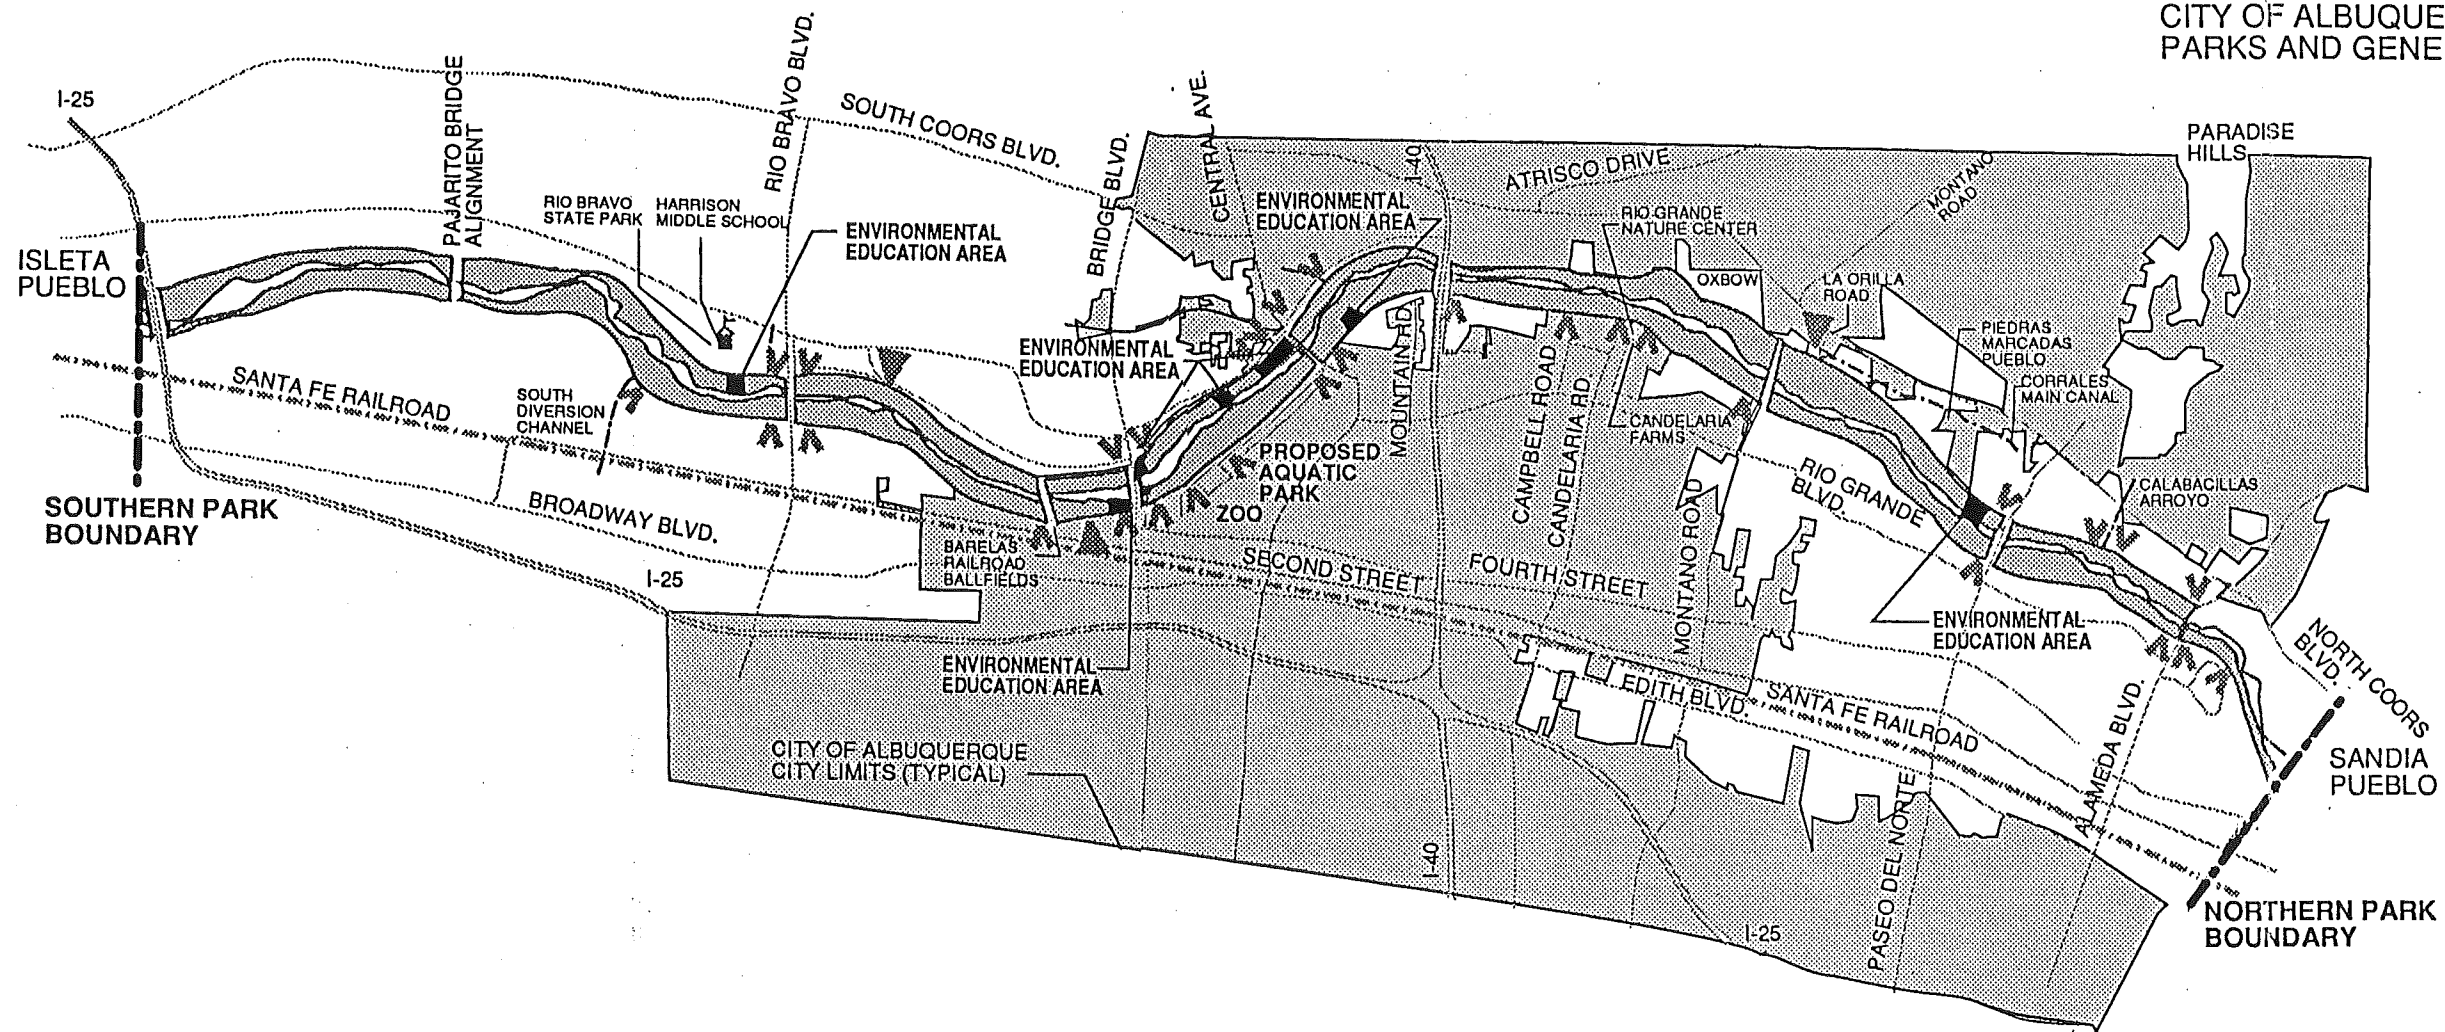 CITY OF ALBUQUE
PARKS AND GENE
I-25
PAJARITO BRIDGE
ALIGNMENT
RIO BRAVO BLVD.
SOUTH COORS BLVD.
BRIDGE BLVD.
CENTRAL AVE.
I-40
ATRISCO DRIVE
MONTANO
ROAD
PARADISE
HILLS
RIO BRAVO
STATE PARK
HARRISON
MIDDLE SCHOOL
ENVIRONMENTAL
EDUCATION AREA
ENVIRONMENTAL
EDUCATION AREA
RIO GRANDE
NATURE CENTER
OXBOW
LA ORILLA
ROAD
ISLETA
PUEBLO
PIEDRAS
MARCADAS
PUEBLO
CORRALES
MAIN CANAL
ENVIRONMENTAL
EDUCATION AREA
MOUNTAIN RD.
CAMPBELL ROAD
CANDELARIA RD.
CANDELARIA
FARMS
SANTA FE RAILROAD
SOUTH
DIVERSION
CHANNEL
PROPOSED
AQUATIC
PARK
ZOO
RIO GRANDE
BLVD.
CALABACILLAS
ARROYO
SOUTHERN PARK
BOUNDARY
BROADWAY BLVD.
BARELAS
RAILROAD
BALLFIELDS
SECOND STREET
FOURTH STREET
MONTANO ROAD
I-25
ENVIRONMENTAL
EDUCATION AREA
ENVIRONMENTAL
EDUCATION AREA
NORTH COORS
BLVD.
EDITH BLVD.
SANTA FE RAILROAD
ALAMEDA BLVD.
CITY OF ALBUQUERQUE
CITY LIMITS (TYPICAL)
SANDIA
PUEBLO
I-40
PASEO DEL NORTE
I-25
NORTHERN PARK
BOUNDARY